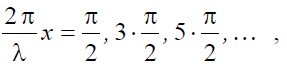 2π/λ x = π/2, 3·π/2, 5·π/2, … ,